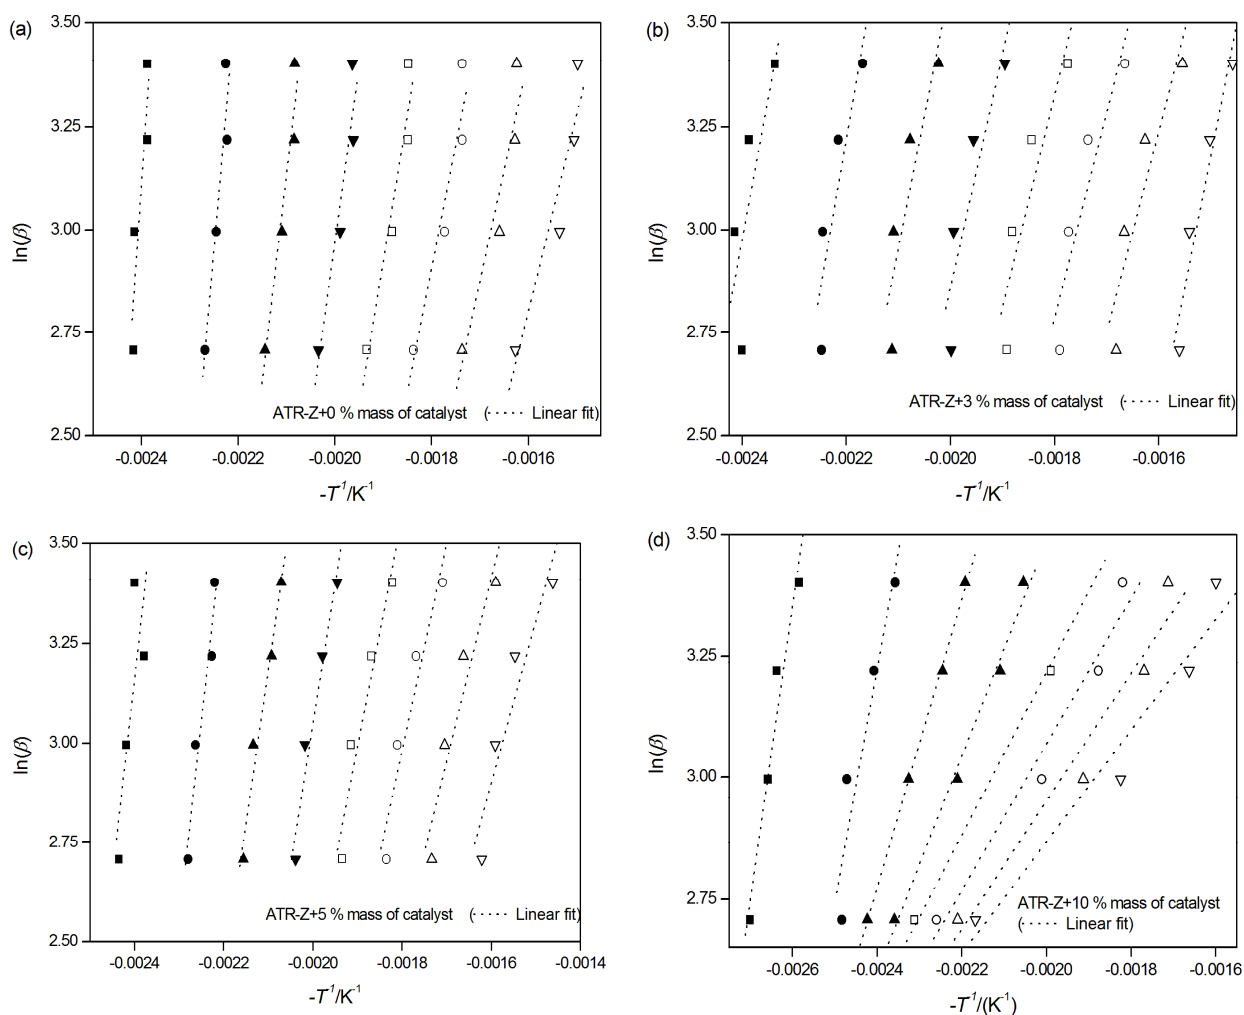 (a)
3.50
3.25
3.00
2.75
2.50
ln(β)
ATR-Z+0 % mass of catalyst (····· Linear fit)
-0.0024 -0.0022 -0.0020 -0.0018 -0.0016
-T⁻¹/K⁻¹
(b)
3.50
3.25
3.00
2.75
2.50
ln(β)
ATR-Z+3 % mass of catalyst (····· Linear fit)
-0.0024 -0.0022 -0.0020 -0.0018 -0.0016
-T⁻¹/K⁻¹
(c)
3.50
3.25
3.00
2.75
2.50
ln(β)
ATR-Z+5 % mass of catalyst (····· Linear fit)
-0.0024 -0.0022 -0.0020 -0.0018 -0.0016 -0.0014
-T⁻¹/K⁻¹
(d)
3.50
3.25
3.00
2.75
ln(β)
ATR-Z+10 % mass of catalyst
(····· Linear fit)
-0.0026 -0.0024 -0.0022 -0.0020 -0.0018 -0.0016
-T⁻¹/(K⁻¹)